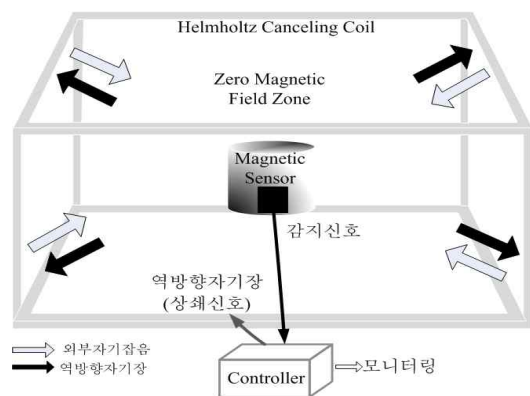 Helmholtz Canceling Coil
Zero Magnetic
Field Zone
Magnetic
Sensor
감지신호
역방향자기장
(상쇄신호)
외부자기잡음
역방향자기장
Controller
모니터링